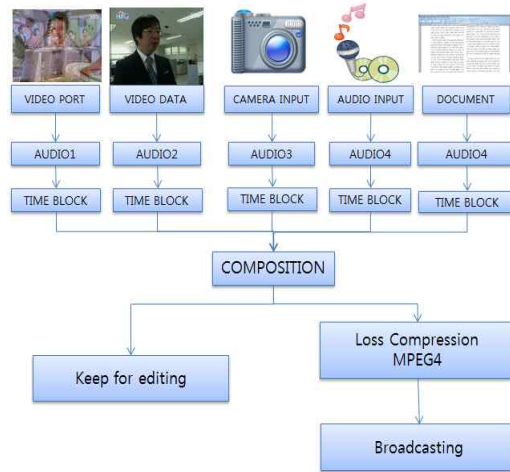 VIDEO PORT
VIDEO DATA
CAMERA INPUT
AUDIO INPUT
DOCUMENT
AUDIO1
AUDIO2
AUDIO3
AUDIO4
AUDIO4
TIME BLOCK
TIME BLOCK
TIME BLOCK
TIME BLOCK
TIME BLOCK
COMPOSITION
Keep for editing
Loss Compression
MPEG4
Broadcasting